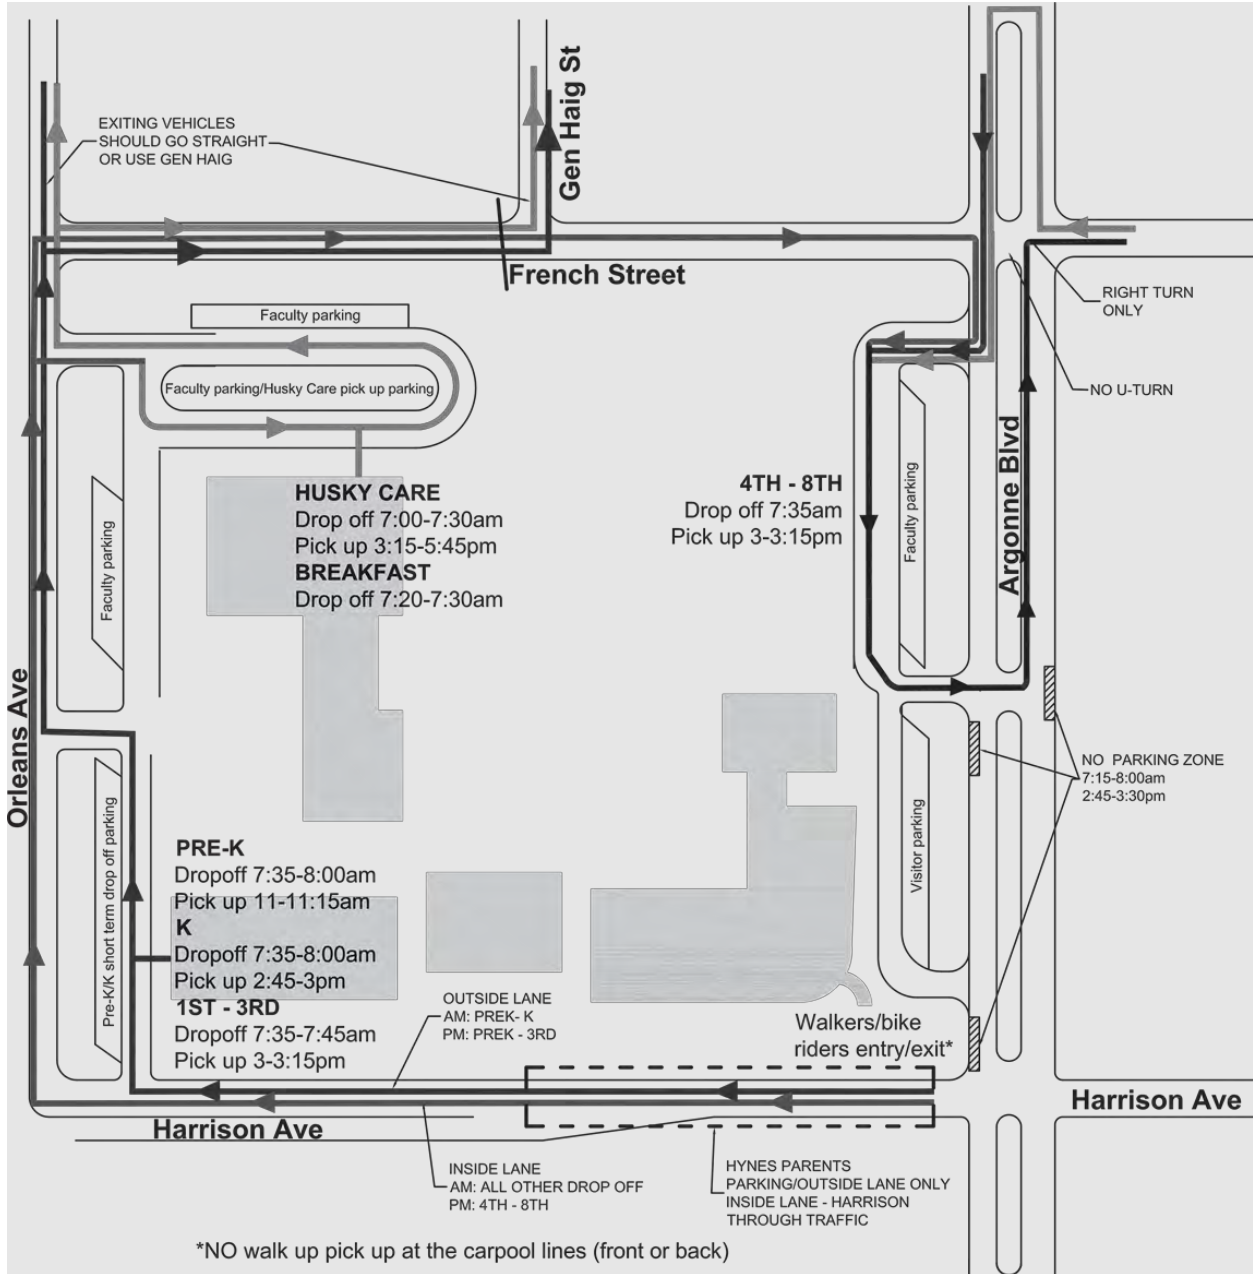 Gen Haig St
EXITING VEHICLES
SHOULD GO STRAIGHT
OR USE GEN HAIG
French Street
RIGHT TURN
ONLY
NO U-TURN
Faculty parking
Faculty parking/Husky Care pick up parking
Argonne Blvd
HUSKY CARE
Drop off 7:00-7:30am
Pick up 3:15-5:45pm
BREAKFAST
Drop off 7:20-7:30am
4TH - 8TH
Drop off 7:35am
Pick up 3-3:15pm
Faculty parking
Faculty parking
Orleans Ave
NO PARKING ZONE
7:15-8:00am
2:45-3:30pm
Visitor parking
Pre-K/K short term drop off parking
PRE-K
Dropoff 7:35-8:00am
Pick up 11-11:15am
K
Dropoff 7:35-8:00am
Pick up 2:45-3pm
1ST - 3RD
Dropoff 7:35-7:45am
Pick up 3-3:15pm
OUTSIDE LANE
AM: PREK- K
PM: PREK - 3RD
Walkers/bike
riders entry/exit*
Harrison Ave
Harrison Ave
INSIDE LANE
AM: ALL OTHER DROP OFF
PM: 4TH - 8TH
HYNES PARENTS
PARKING/OUTSIDE LANE ONLY
INSIDE LANE - HARRISON
THROUGH TRAFFIC
*NO walk up pick up at the carpool lines (front or back)